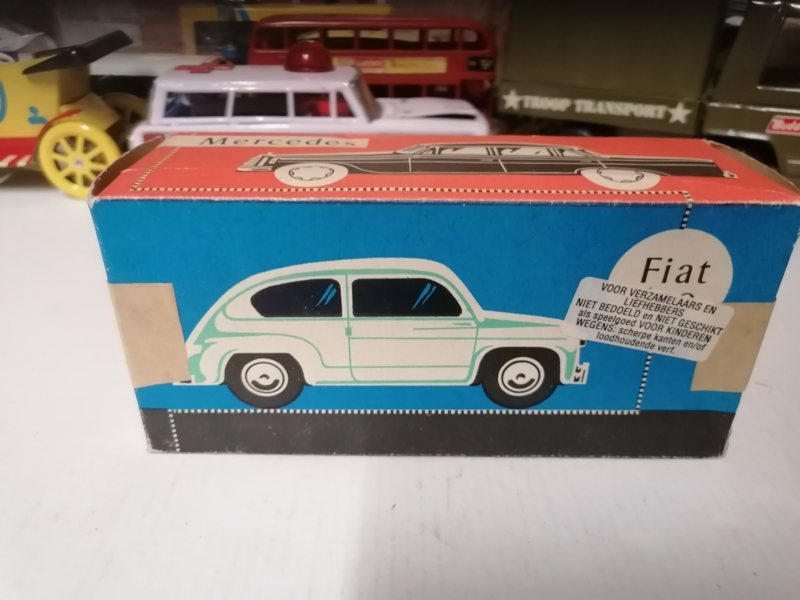 TROOP TRANSPORT
Mercedes
Fiat
VOOR VERZAMELAARS EN
LIEFHEBBERS
NIET BEDOELD en NIET GESCHIKT
als speelgoed VOOR KINDEREN
WEGENS: scherpe kanten en/of
loodhoudende verf.